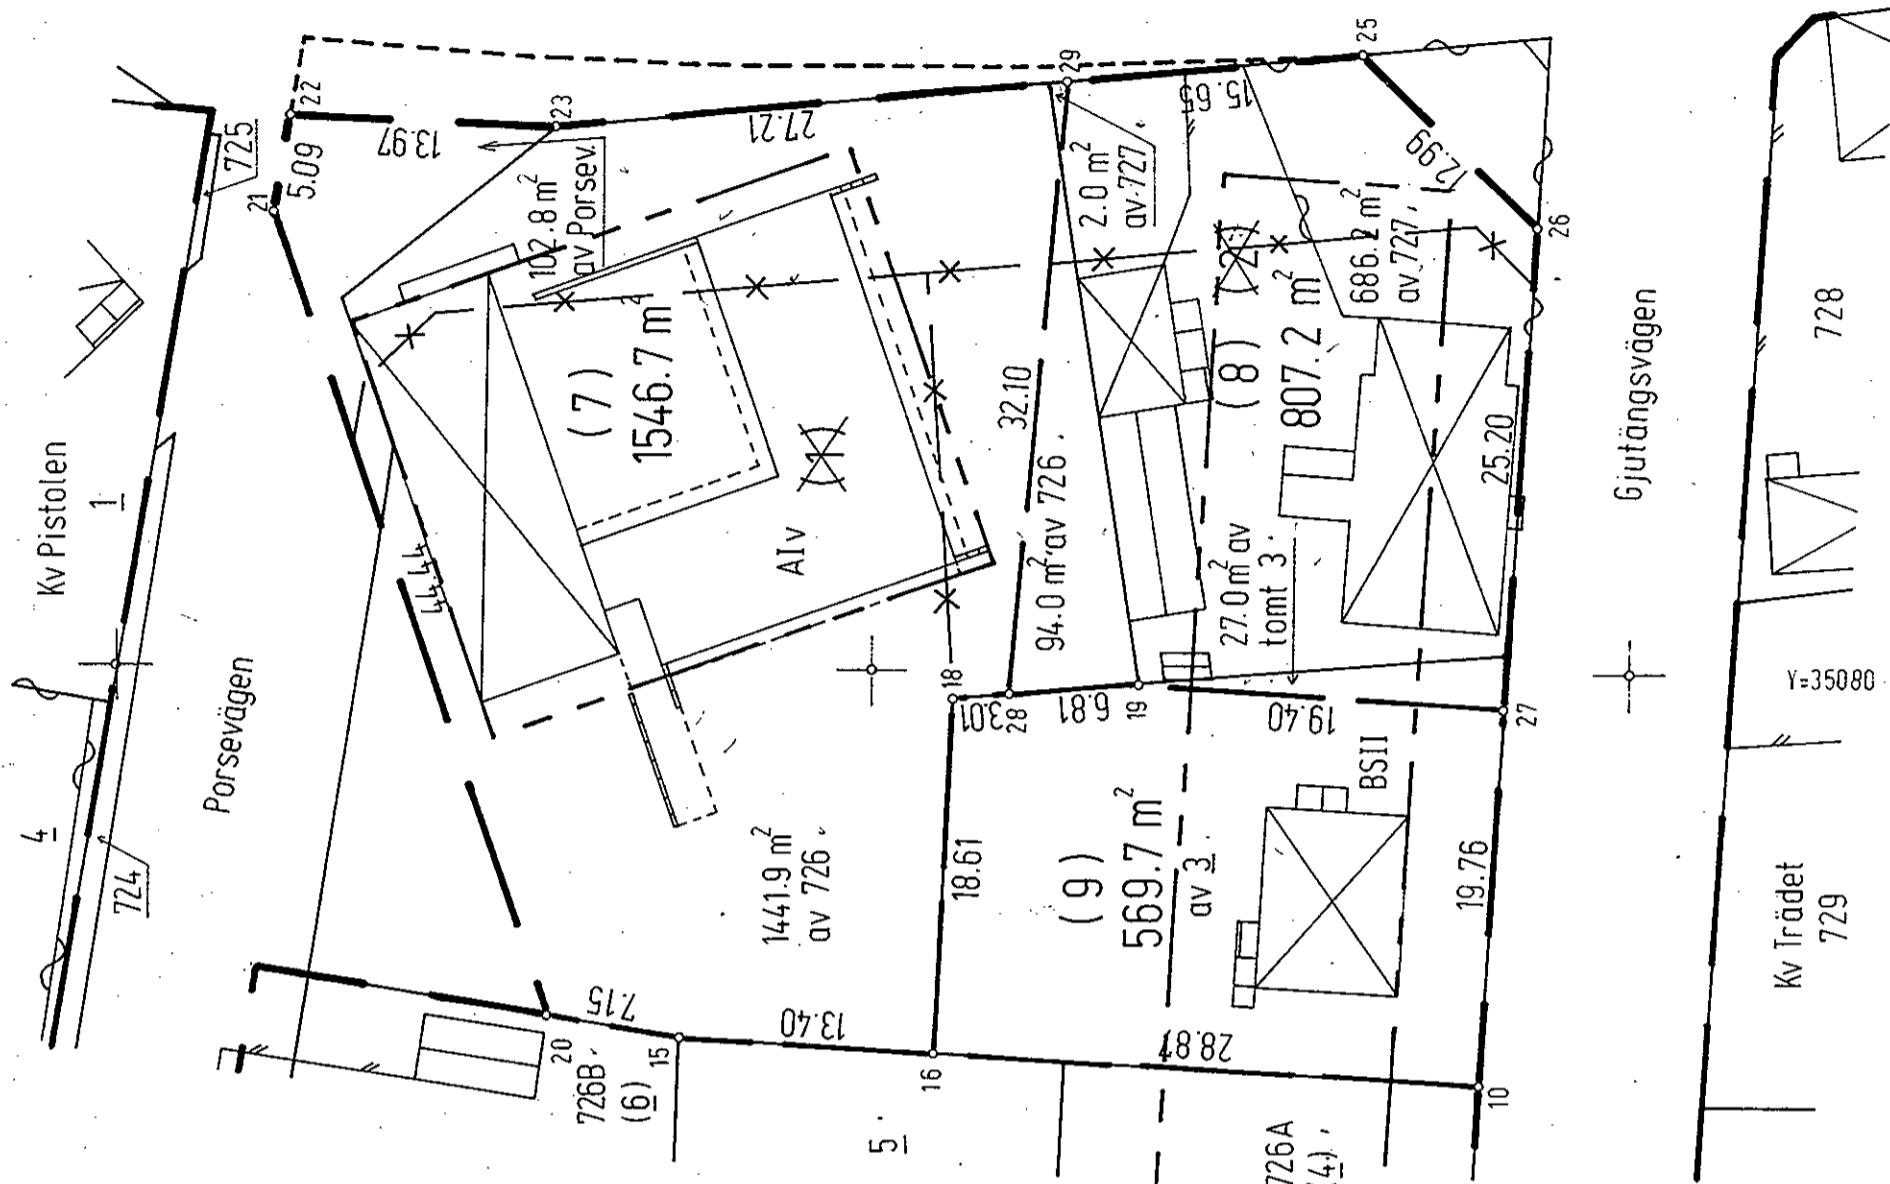 Kv Pistolen
1
4
724
725
Porsevägen
21
5.09
22
13.97
23
27.21
29
15.65
25
12.99
26
102.8 m²
av Porsev.
(7)
1546.7 m²
(1)
AIv
44.44
32.10
94.0 m² av 726.
2.0 m²
av 727
(2)
(8)
807.2 m²
686.2 m²
av 727.
27.0 m² av
tomt 3.
25.20
18
3.01
28
6.81
19
19.40
27
BSII
1441.9 m²
av 726.
18.61
(9)
569.7 m²
av 3
19.76
20
7.15
15
13.40
16
28.87
10
726B.
(6)
5.
726A
(4)
Gjutängsvägen
728
Y=35080
Kv Trädet
729